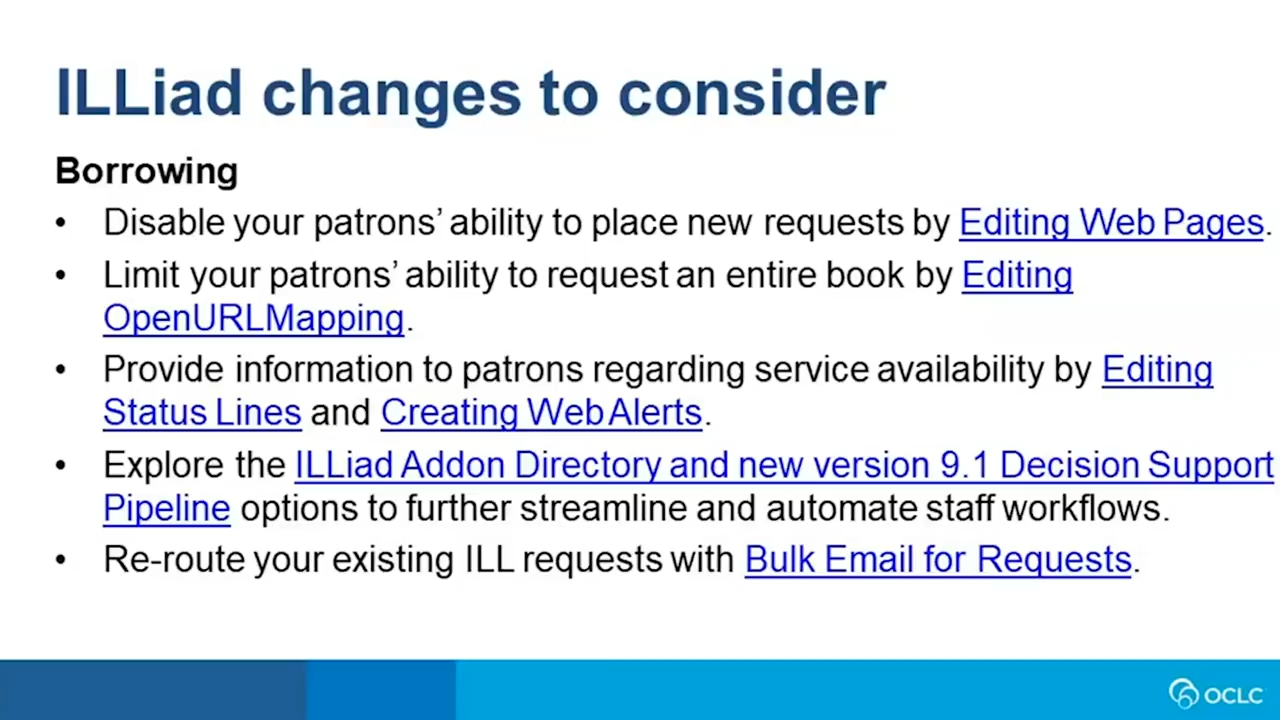 ILLiad changes to consider
Borrowing
• Disable your patrons’ ability to place new requests by Editing Web Pages.
• Limit your patrons’ ability to request an entire book by Editing
OpenURLMapping.
• Provide information to patrons regarding service availability by Editing
Status Lines and Creating Web Alerts.
• Explore the ILLiad Addon Directory and new version 9.1 Decision Support
Pipeline options to further streamline and automate staff workflows.
• Re-route your existing ILL requests with Bulk Email for Requests.
OCLC